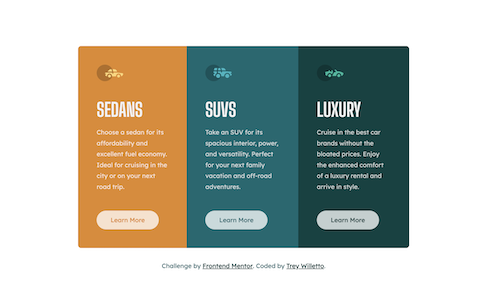 SEDANS
Choose a sedan for its
affordability and
excellent fuel economy.
Ideal for cruising in the
city or on your next
road trip.
Learn More
SUVS
Take an SUV for its
spacious interior, power,
and versatility. Perfect
for your next family
vacation and off-road
adventures.
Learn More
LUXURY
Cruise in the best car
brands without the
bloated prices. Enjoy
the enhanced comfort
of a luxury rental and
arrive in style.
Learn More
Challenge by Frontend Mentor. Coded by Trey Willetto.